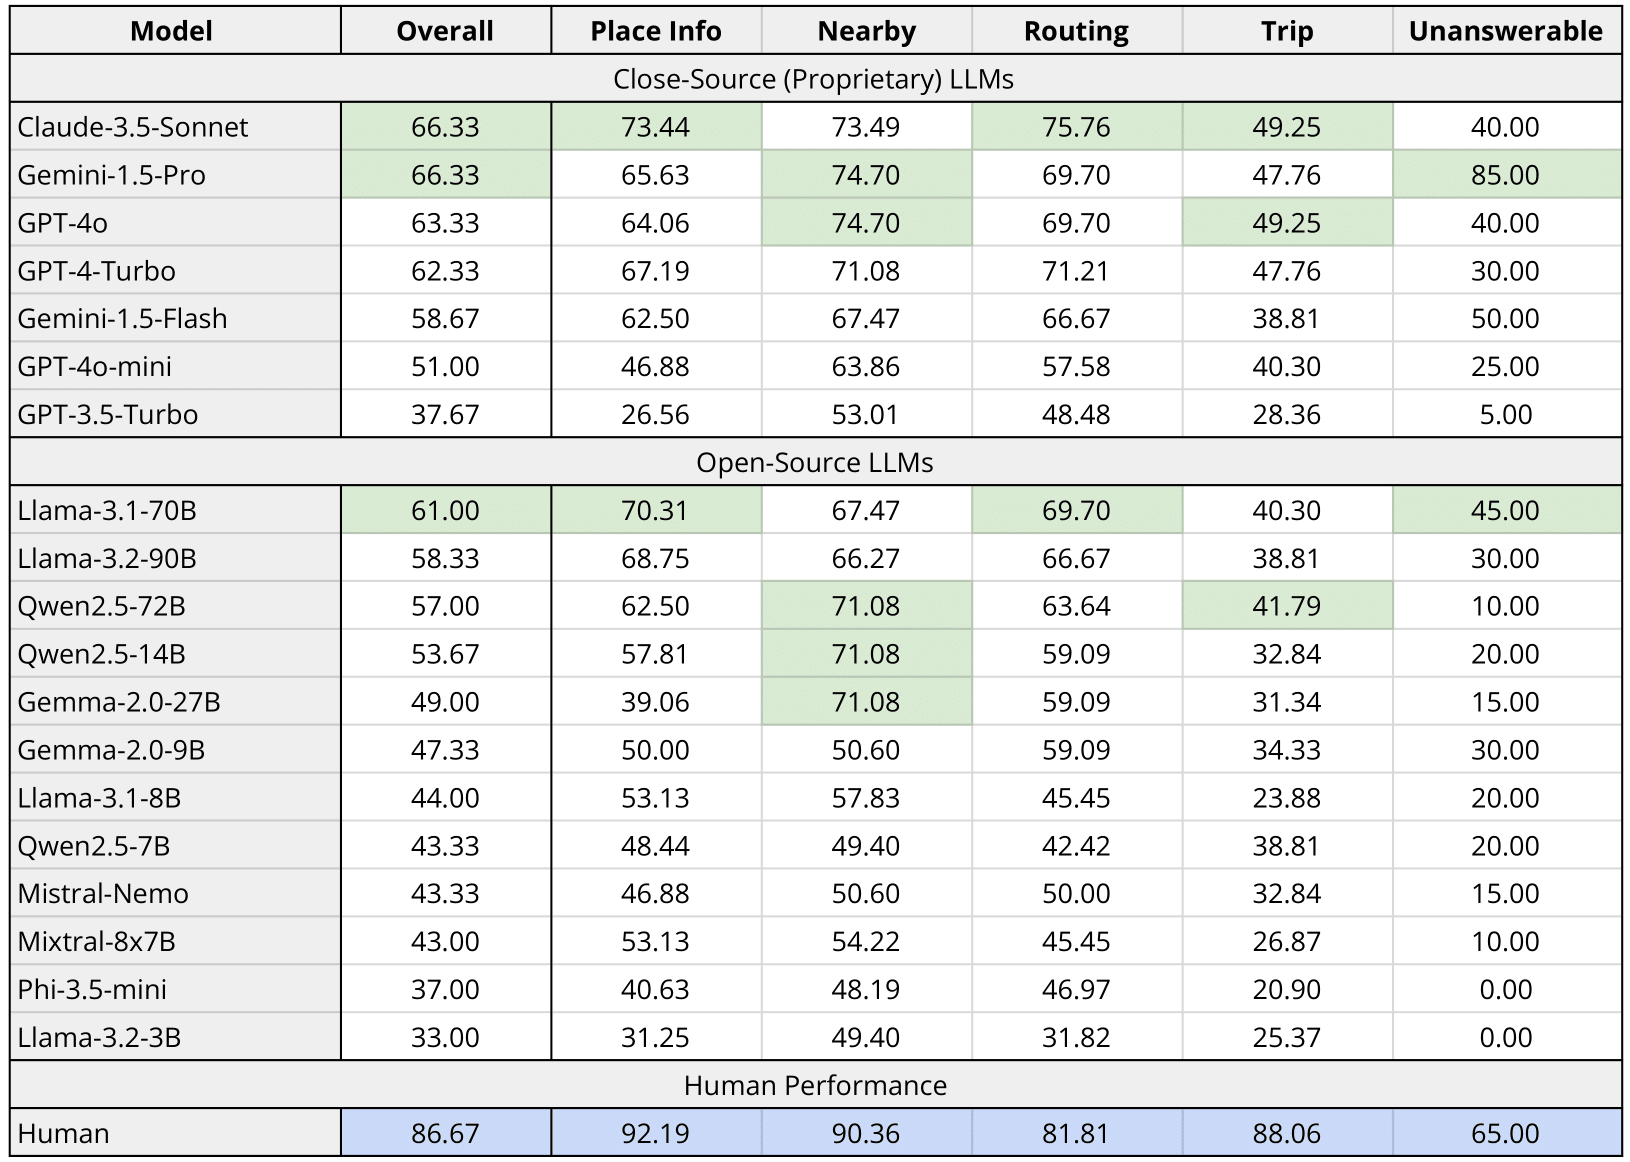 Model Overall Place Info Nearby Routing Trip Unanswerable
Close-Source (Proprietary) LLMs
Claude-3.5-Sonnet 66.33 73.44 73.49 75.76 49.25 40.00
Gemini-1.5-Pro 66.33 65.63 74.70 69.70 47.76 85.00
GPT-4o 63.33 64.06 74.70 69.70 49.25 40.00
GPT-4-Turbo 62.33 67.19 71.08 71.21 47.76 30.00
Gemini-1.5-Flash 58.67 62.50 67.47 66.67 38.81 50.00
GPT-4o-mini 51.00 46.88 63.86 57.58 40.30 25.00
GPT-3.5-Turbo 37.67 26.56 53.01 48.48 28.36 5.00
Open-Source LLMs
Llama-3.1-70B 61.00 70.31 67.47 69.70 40.30 45.00
Llama-3.2-90B 58.33 68.75 66.27 66.67 38.81 30.00
Qwen2.5-72B 57.00 62.50 71.08 63.64 41.79 10.00
Qwen2.5-14B 53.67 57.81 71.08 59.09 32.84 20.00
Gemma-2.0-27B 49.00 39.06 71.08 59.09 31.34 15.00
Gemma-2.0-9B 47.33 50.00 50.60 59.09 34.33 30.00
Llama-3.1-8B 44.00 53.13 57.83 45.45 23.88 20.00
Qwen2.5-7B 43.33 48.44 49.40 42.42 38.81 20.00
Mistral-Nemo 43.33 46.88 50.60 50.00 32.84 15.00
Mixtral-8x7B 43.00 53.13 54.22 45.45 26.87 10.00
Phi-3.5-mini 37.00 40.63 48.19 46.97 20.90 0.00
Llama-3.2-3B 33.00 31.25 49.40 31.82 25.37 0.00
Human Performance
Human 86.67 92.19 90.36 81.81 88.06 65.00